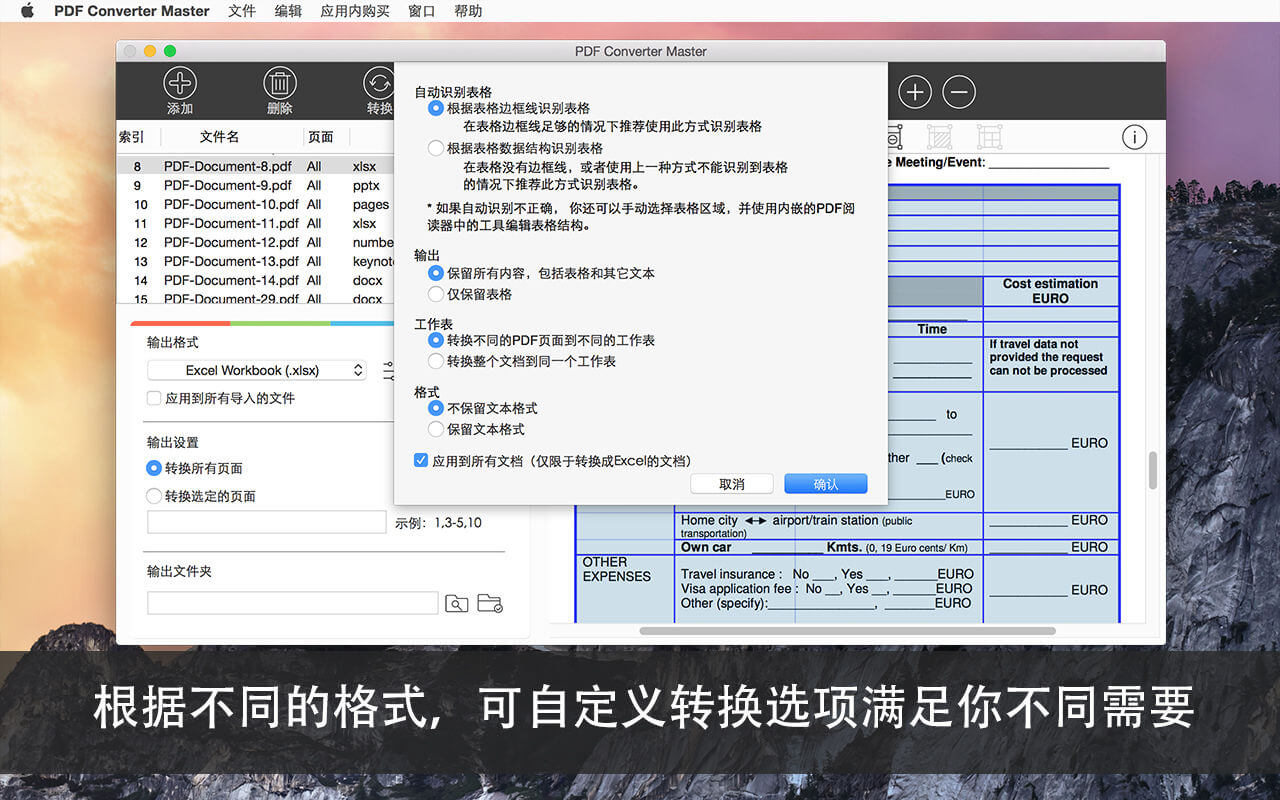 PDF Converter Master 文件 编辑 应用内购买 窗口 帮助
PDF Converter Master
添加 删除 转换
索引 文件名 页面
8 PDF-Document-8.pdf All xlsx
9 PDF-Document-9.pdf All pptx
10 PDF-Document-10.pdf All pages
11 PDF-Document-11.pdf All xlsx
12 PDF-Document-12.pdf All numbe
13 PDF-Document-13.pdf All keynot
14 PDF-Document-14.pdf All docx
15 PDF-Document-29.pdf All docx
输出格式
Excel Workbook (.xlsx)
应用到所有导入的文件
输出设置
转换所有页面
转换选定的页面
示例：1,3-5,10
输出文件夹
自动识别表格
根据表格边框线识别表格
在表格边框线足够的情况下推荐使用此方式识别表格
根据表格数据结构识别表格
在表格没有边框线，或者使用上一种方式不能识别到表格
的情况下推荐此方式识别表格。
* 如果自动识别不正确， 你还可以手动选择表格区域，并使用内嵌的PDF阅
读器中的工具编辑表格结构。
输出
保留所有内容，包括表格和其它文本
仅保留表格
工作表
转换不同的PDF页面到不同的工作表
转换整个文档到同一个工作表
格式
不保留文本格式
保留文本格式
应用到所有文档（仅限于转换成Excel的文档)
取消 确认
e Meeting/Event: ________________
Cost estimation
EURO
Time
If travel data not
provided the request
can not be processed
_____ to
___________ EURO
ther ___ (check
___________EURO
Home city ◄─► airport/train station (public
transportation)
___________ EURO
Own car __________ Kmts. (0, 19 Euro cents/ Km) ___________ EURO
OTHER
EXPENSES
Travel insurance : No ___, Yes ___, ______EURO
Visa application fee : No __, Yes __, _______EURO
Other (specify):_______________, _______EURO
___________ EURO
根据不同的格式，可自定义转换选项满足你不同需要